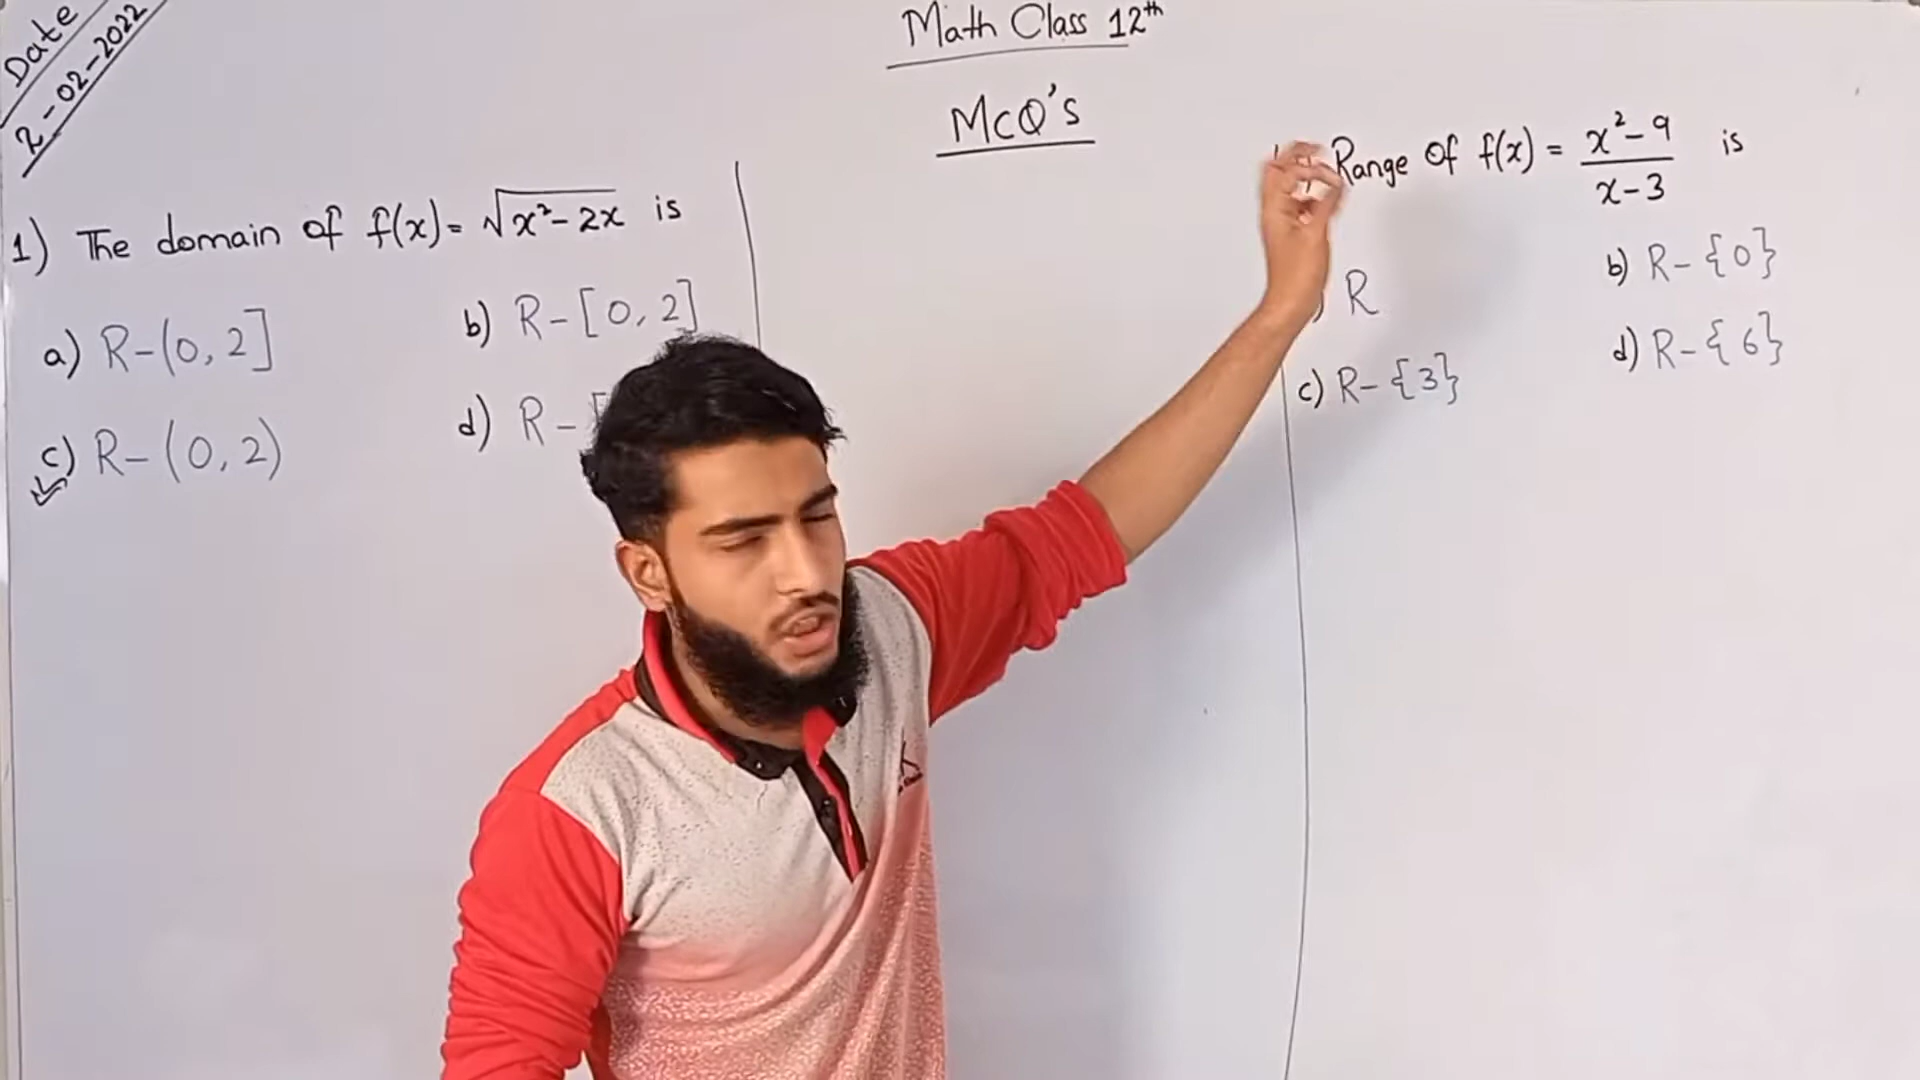 Date
2-02-2022
Math Class 12th
MCQ's
1) The domain of f(x)= √x²-2x is
a) R-(0, 2]
b) R-[0, 2]
c) R-(0, 2)
d) R-[
Range Of f(x) = x²-9 / x-3 is
) R
b) R-{0}
c) R-{3}
d) R-{6}